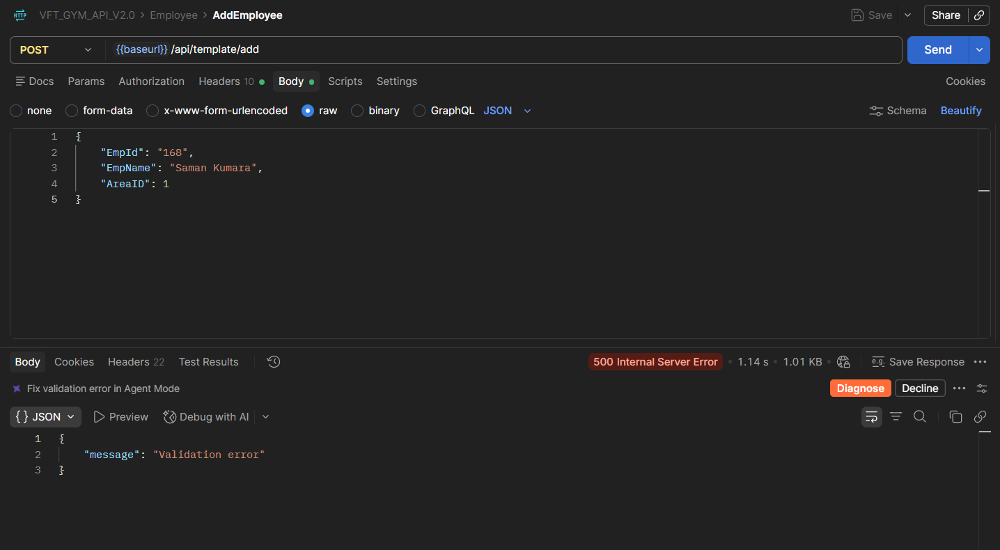 HTTP VFT_GYM_API_V2.0 > Employee > AddEmployee Save Share
POST {{baseurl}} /api/template/add Send
Docs Params Authorization Headers 10 Body Scripts Settings Cookies
none form-data x-www-form-urlencoded raw binary GraphQL JSON Schema Beautify
1 {
2 "EmpId": "168",
3 "EmpName": "Saman Kumara",
4 "AreaID": 1
5 }
Body Cookies Headers 22 Test Results 500 Internal Server Error • 1.14 s • 1.01 KB • e.g. Save Response
Fix validation error in Agent Mode Diagnose Decline
{} JSON Preview Debug with AI
1 {
2 "message": "Validation error"
3 }